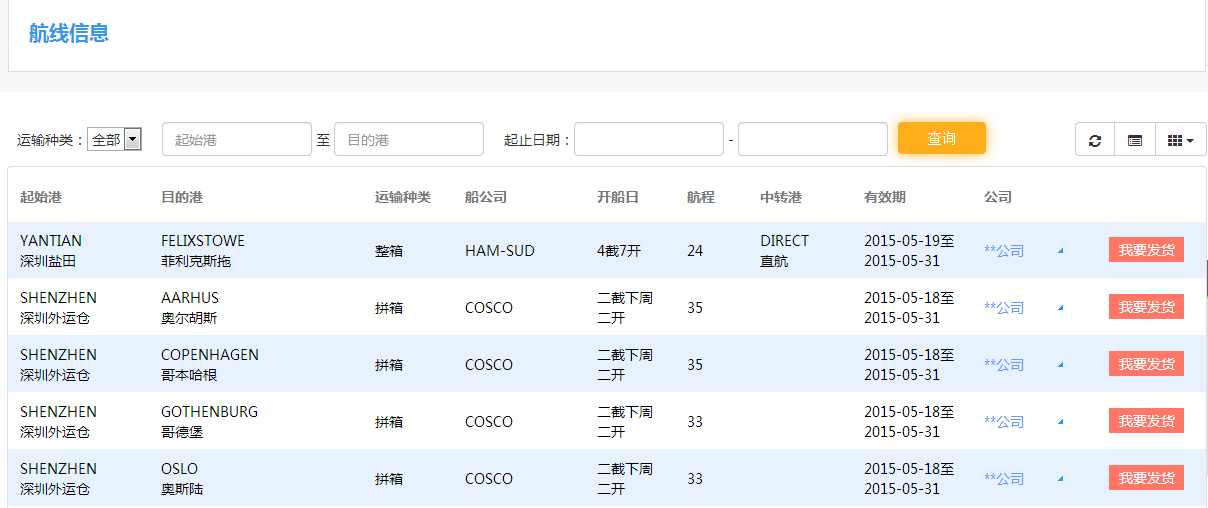 航线信息
运输种类：全部 起始港 至 目的港 起止日期： - 查询
起始港 目的港 运输种类 船公司 开船日 航程 中转港 有效期 公司
YANTIAN FELIXSTOWE DIRECT 2015-05-19至
整箱 HAM-SUD 4截7开 24 **公司 我要发货
深圳盐田 菲利克斯拖 直航 2015-05-31
SHENZHEN AARHUS 二截下周 2015-05-18至
拼箱 COSCO 35 **公司 我要发货
深圳外运仓 奥尔胡斯 二开 2015-05-31
SHENZHEN COPENHAGEN 二截下周 2015-05-18至
拼箱 COSCO 35 **公司 我要发货
深圳外运仓 哥本哈根 二开 2015-05-31
SHENZHEN GOTHENBURG 二截下周 2015-05-18至
拼箱 COSCO 33 **公司 我要发货
深圳外运仓 哥德堡 二开 2015-05-31
SHENZHEN OSLO 二截下周 2015-05-18至
拼箱 COSCO 33 **公司 我要发货
深圳外运仓 奥斯陆 二开 2015-05-31